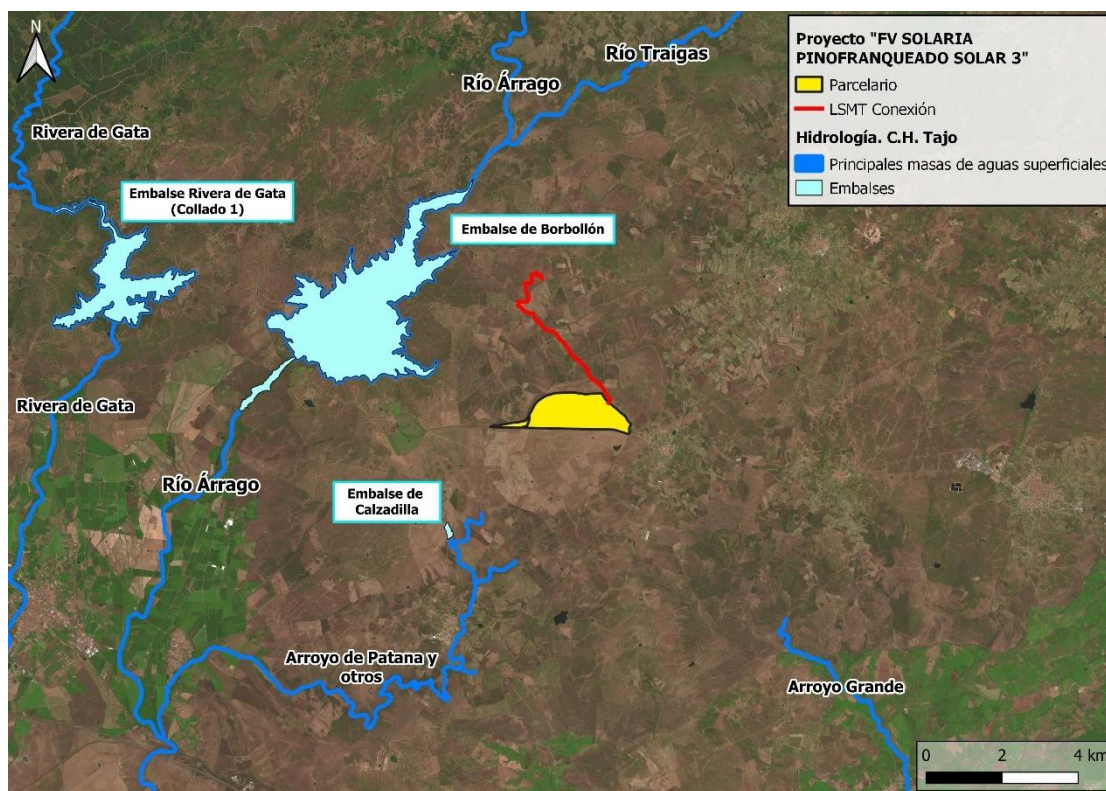 N
Río Traigas
Río Árrago
Rivera de Gata
Embalse Rivera de Gata
(Collado 1)
Embalse de Borbollón
Rivera de Gata
Río Árrago
Embalse de
Calzadilla
Arroyo de Patana y
otros
Arroyo Grande
Proyecto "FV SOLARIA
PINOFRANQUEADO SOLAR 3"
Parcelario
LSMT Conexión
Hidrología. C.H. Tajo
Principales masas de aguas superficiales
Embalses
0 2 4 km